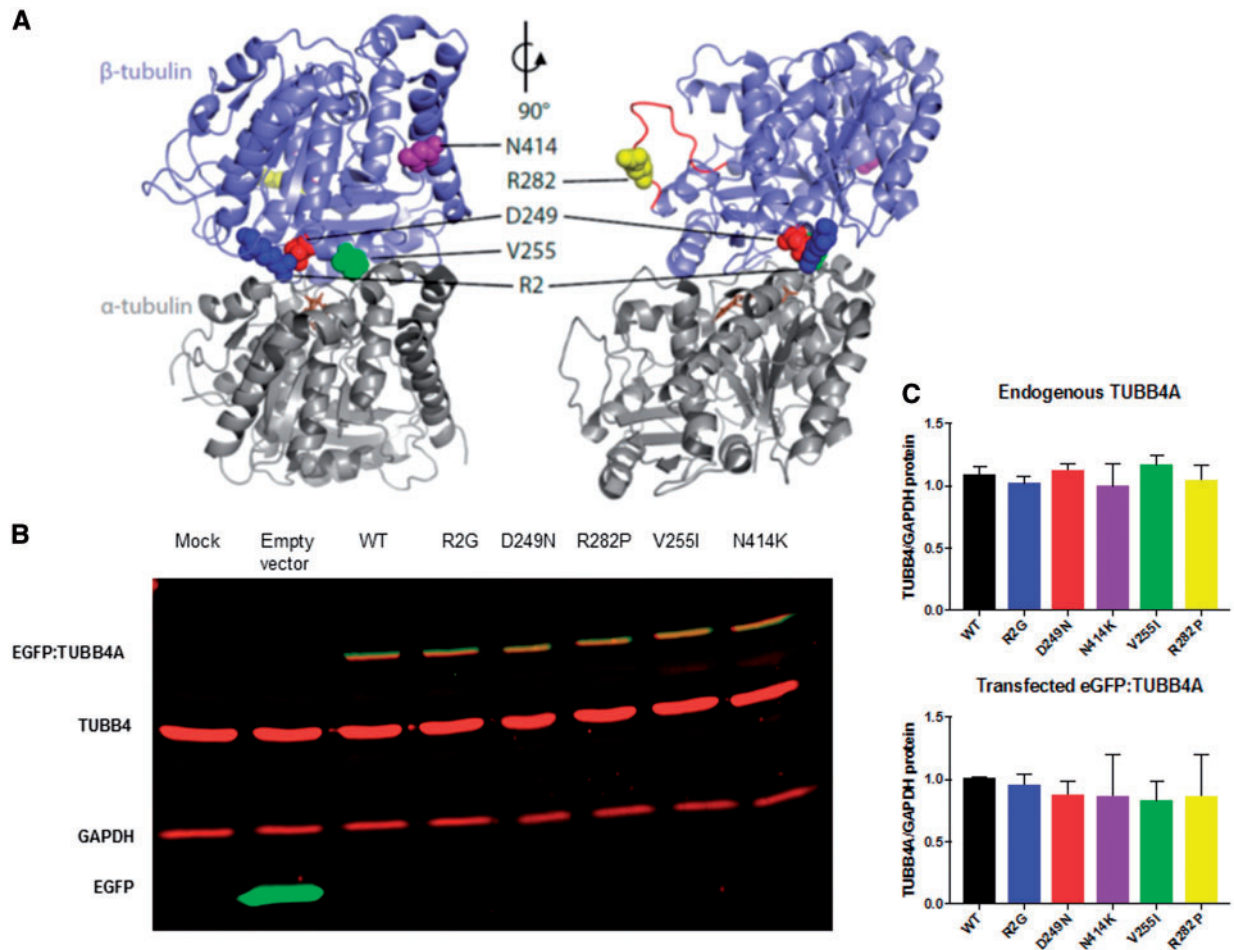 A
β-tubulin
90°
N414
R282
D249
V255
R2
α-tubulin
B
Mock
Empty vector
WT
R2G
D249N
R282P
V255I
N414K
EGFP:TUBB4A
TUBB4
GAPDH
EGFP
C
Endogenous TUBB4A
TUBB4/GAPDH protein
1.5
1.0
0.5
0.0
WT
R2G
D249N
N414K
V255I
R282P
Transfected eGFP:TUBB4A
TUBB4A/GAPDH protein
1.5
1.0
0.5
0.0
WT
R2G
D249N
N414K
V255I
R282P